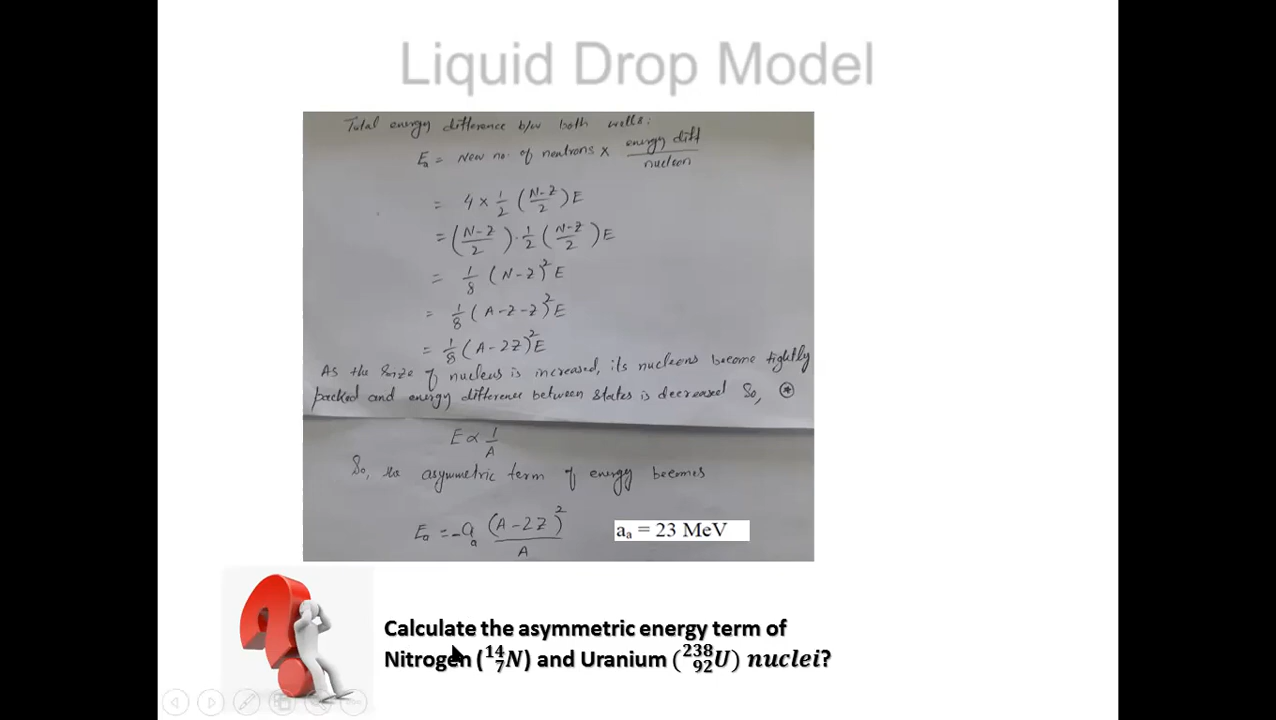 Liquid Drop Model
Total energy difference b/w both wells:
Ea = New no. of neutrons × energy diff / nucleon
= 4 × 1/2 (N-Z / 2) E
= (N-Z / 2) · 1/2 (N-Z / 2) E
= 1/8 (N-Z)² E
= 1/8 (A-Z-Z)² E
= 1/8 (A-2Z)² E
As the size of nucleus is increased, its nucleons become tightly
packed and energy difference between states is decreased So, ⊛
E ∝ 1/A
So, the asymmetric term of energy becomes
Ea = -aa (A-2Z)² / A
aa = 23 MeV
Calculate the asymmetric energy term of
Nitrogen (¹⁴₇N) and Uranium (²³⁸₉₂U) nuclei?